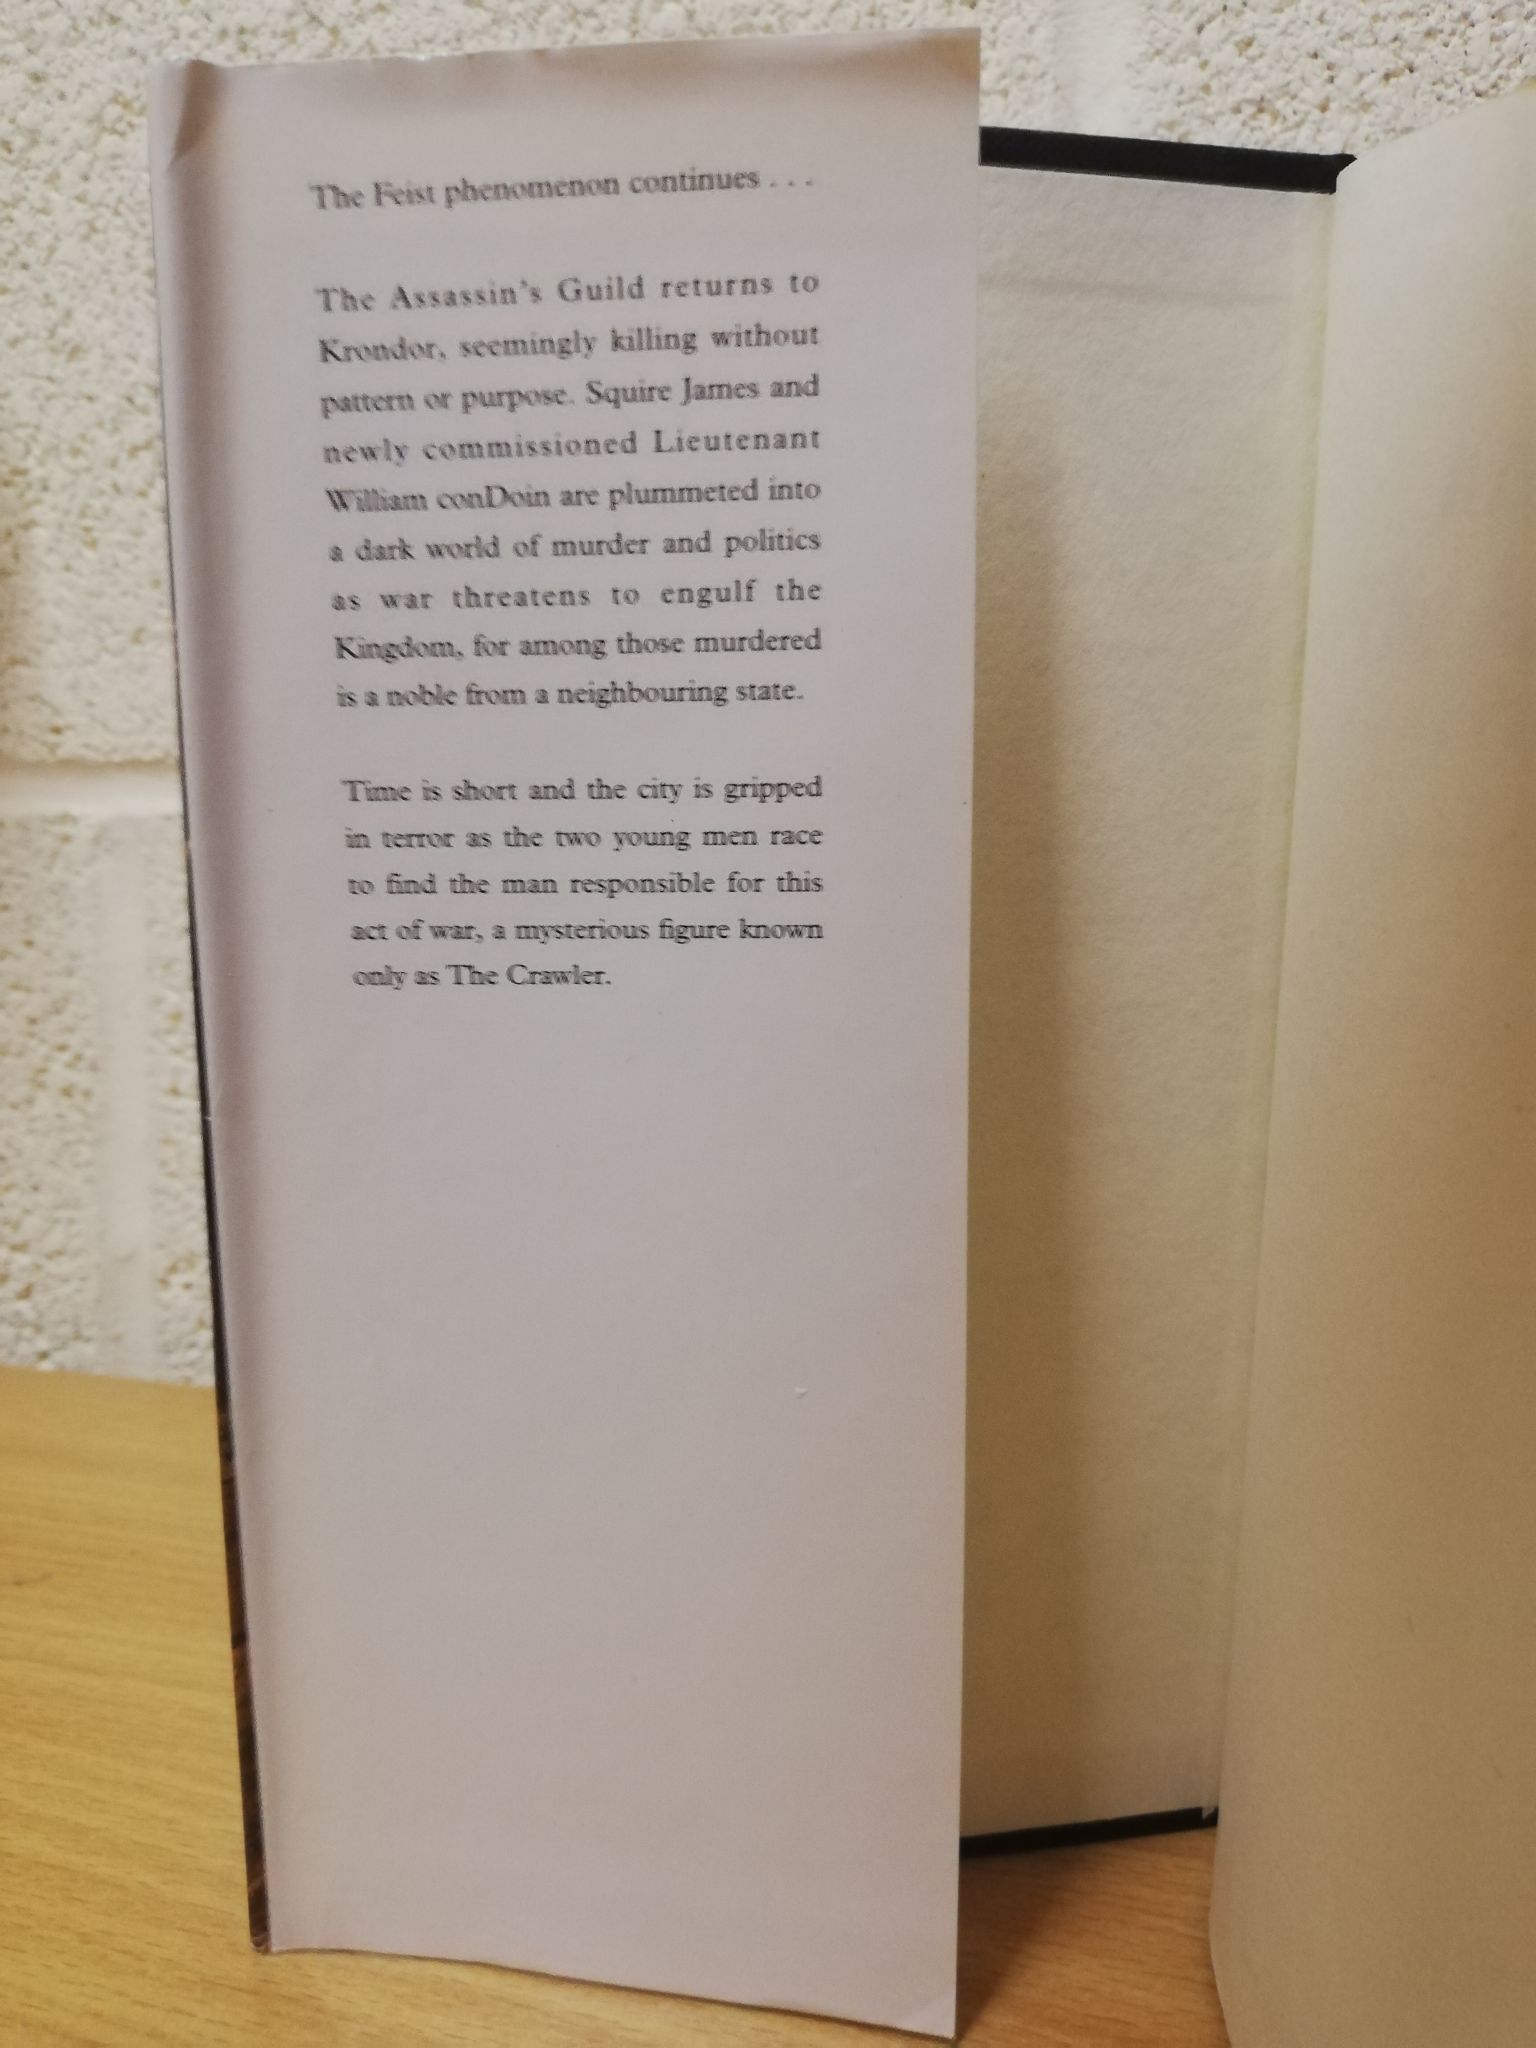 The Feist phenomenon continues . . .
The Assassin's Guild returns to
Krondor, seemingly killing without
pattern or purpose. Squire James and
newly commissioned Lieutenant
William conDoin are plummeted into
a dark world of murder and politics
as war threatens to engulf the
Kingdom, for among those murdered
is a noble from a neighbouring state.
Time is short and the city is gripped
in terror as the two young men race
to find the man responsible for this
act of war, a mysterious figure known
only as The Crawler.